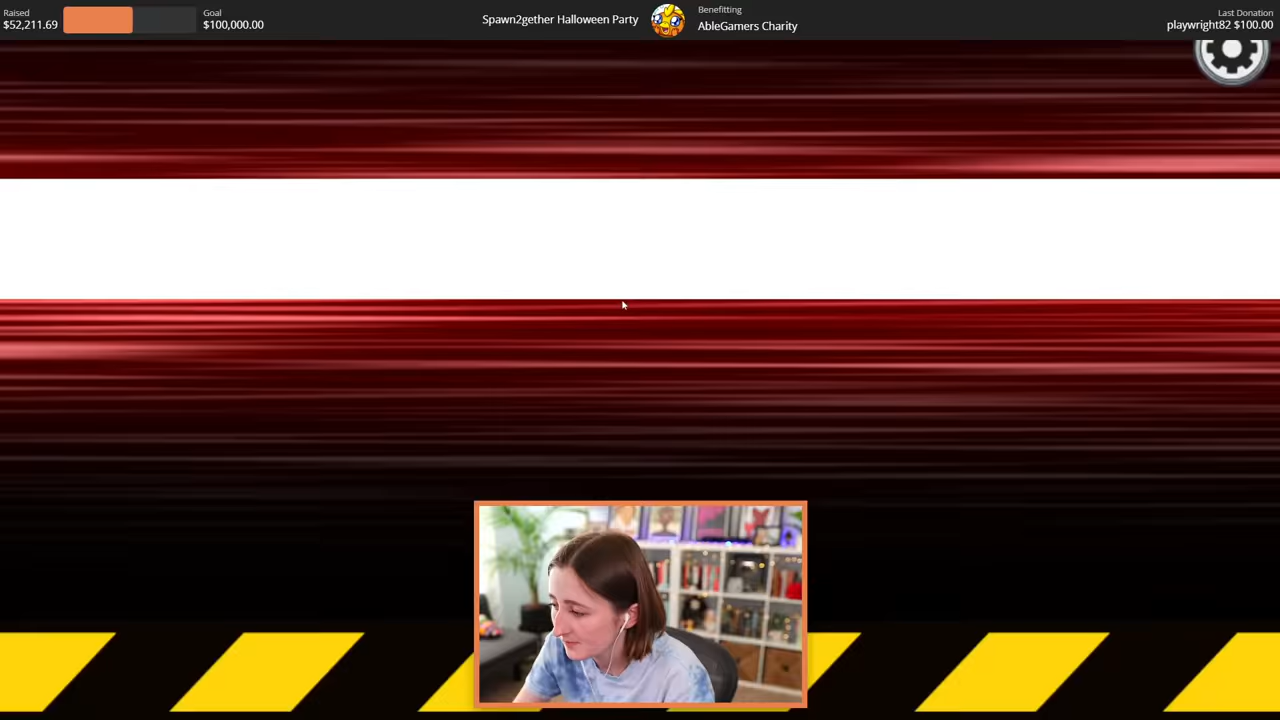 Raised
$52,211.69
Goal
$100,000.00
Spawn2gether Halloween Party
Benefitting
AbleGamers Charity
Last Donation
playwright82 $100.00